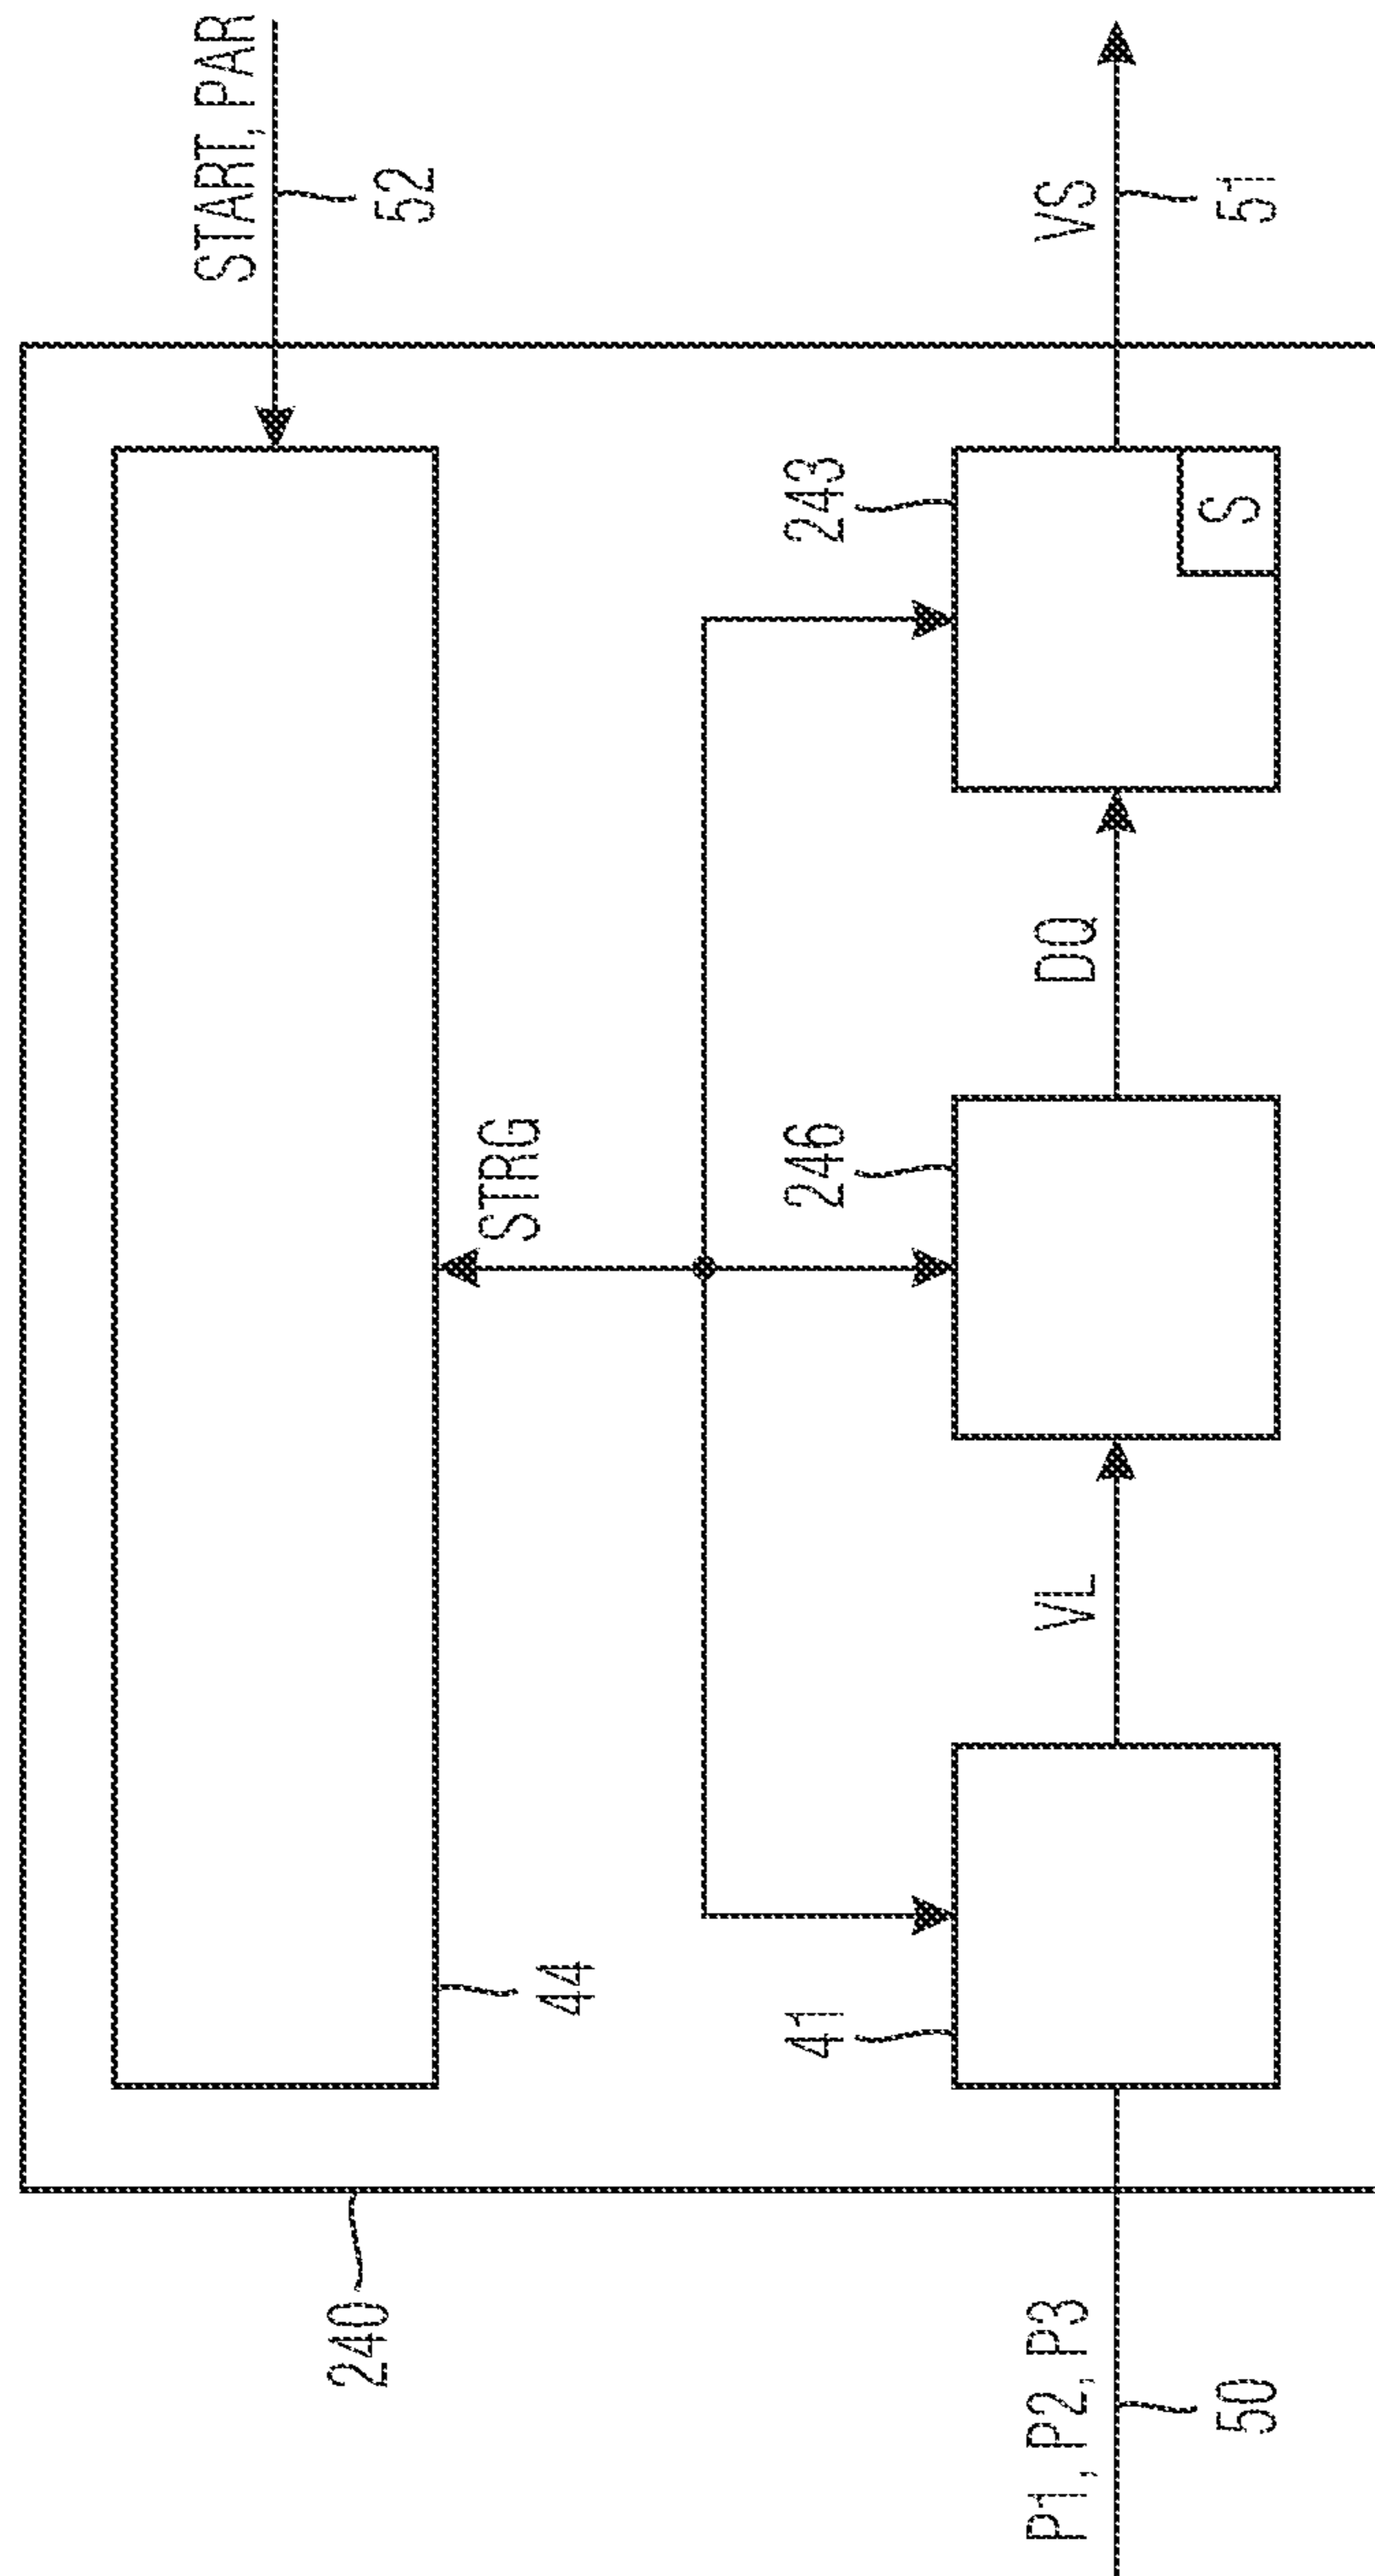 START, PAR
52
44
STRG
240
41
246
243
P1, P2, P3
50
VL
DQ
S
VS
51